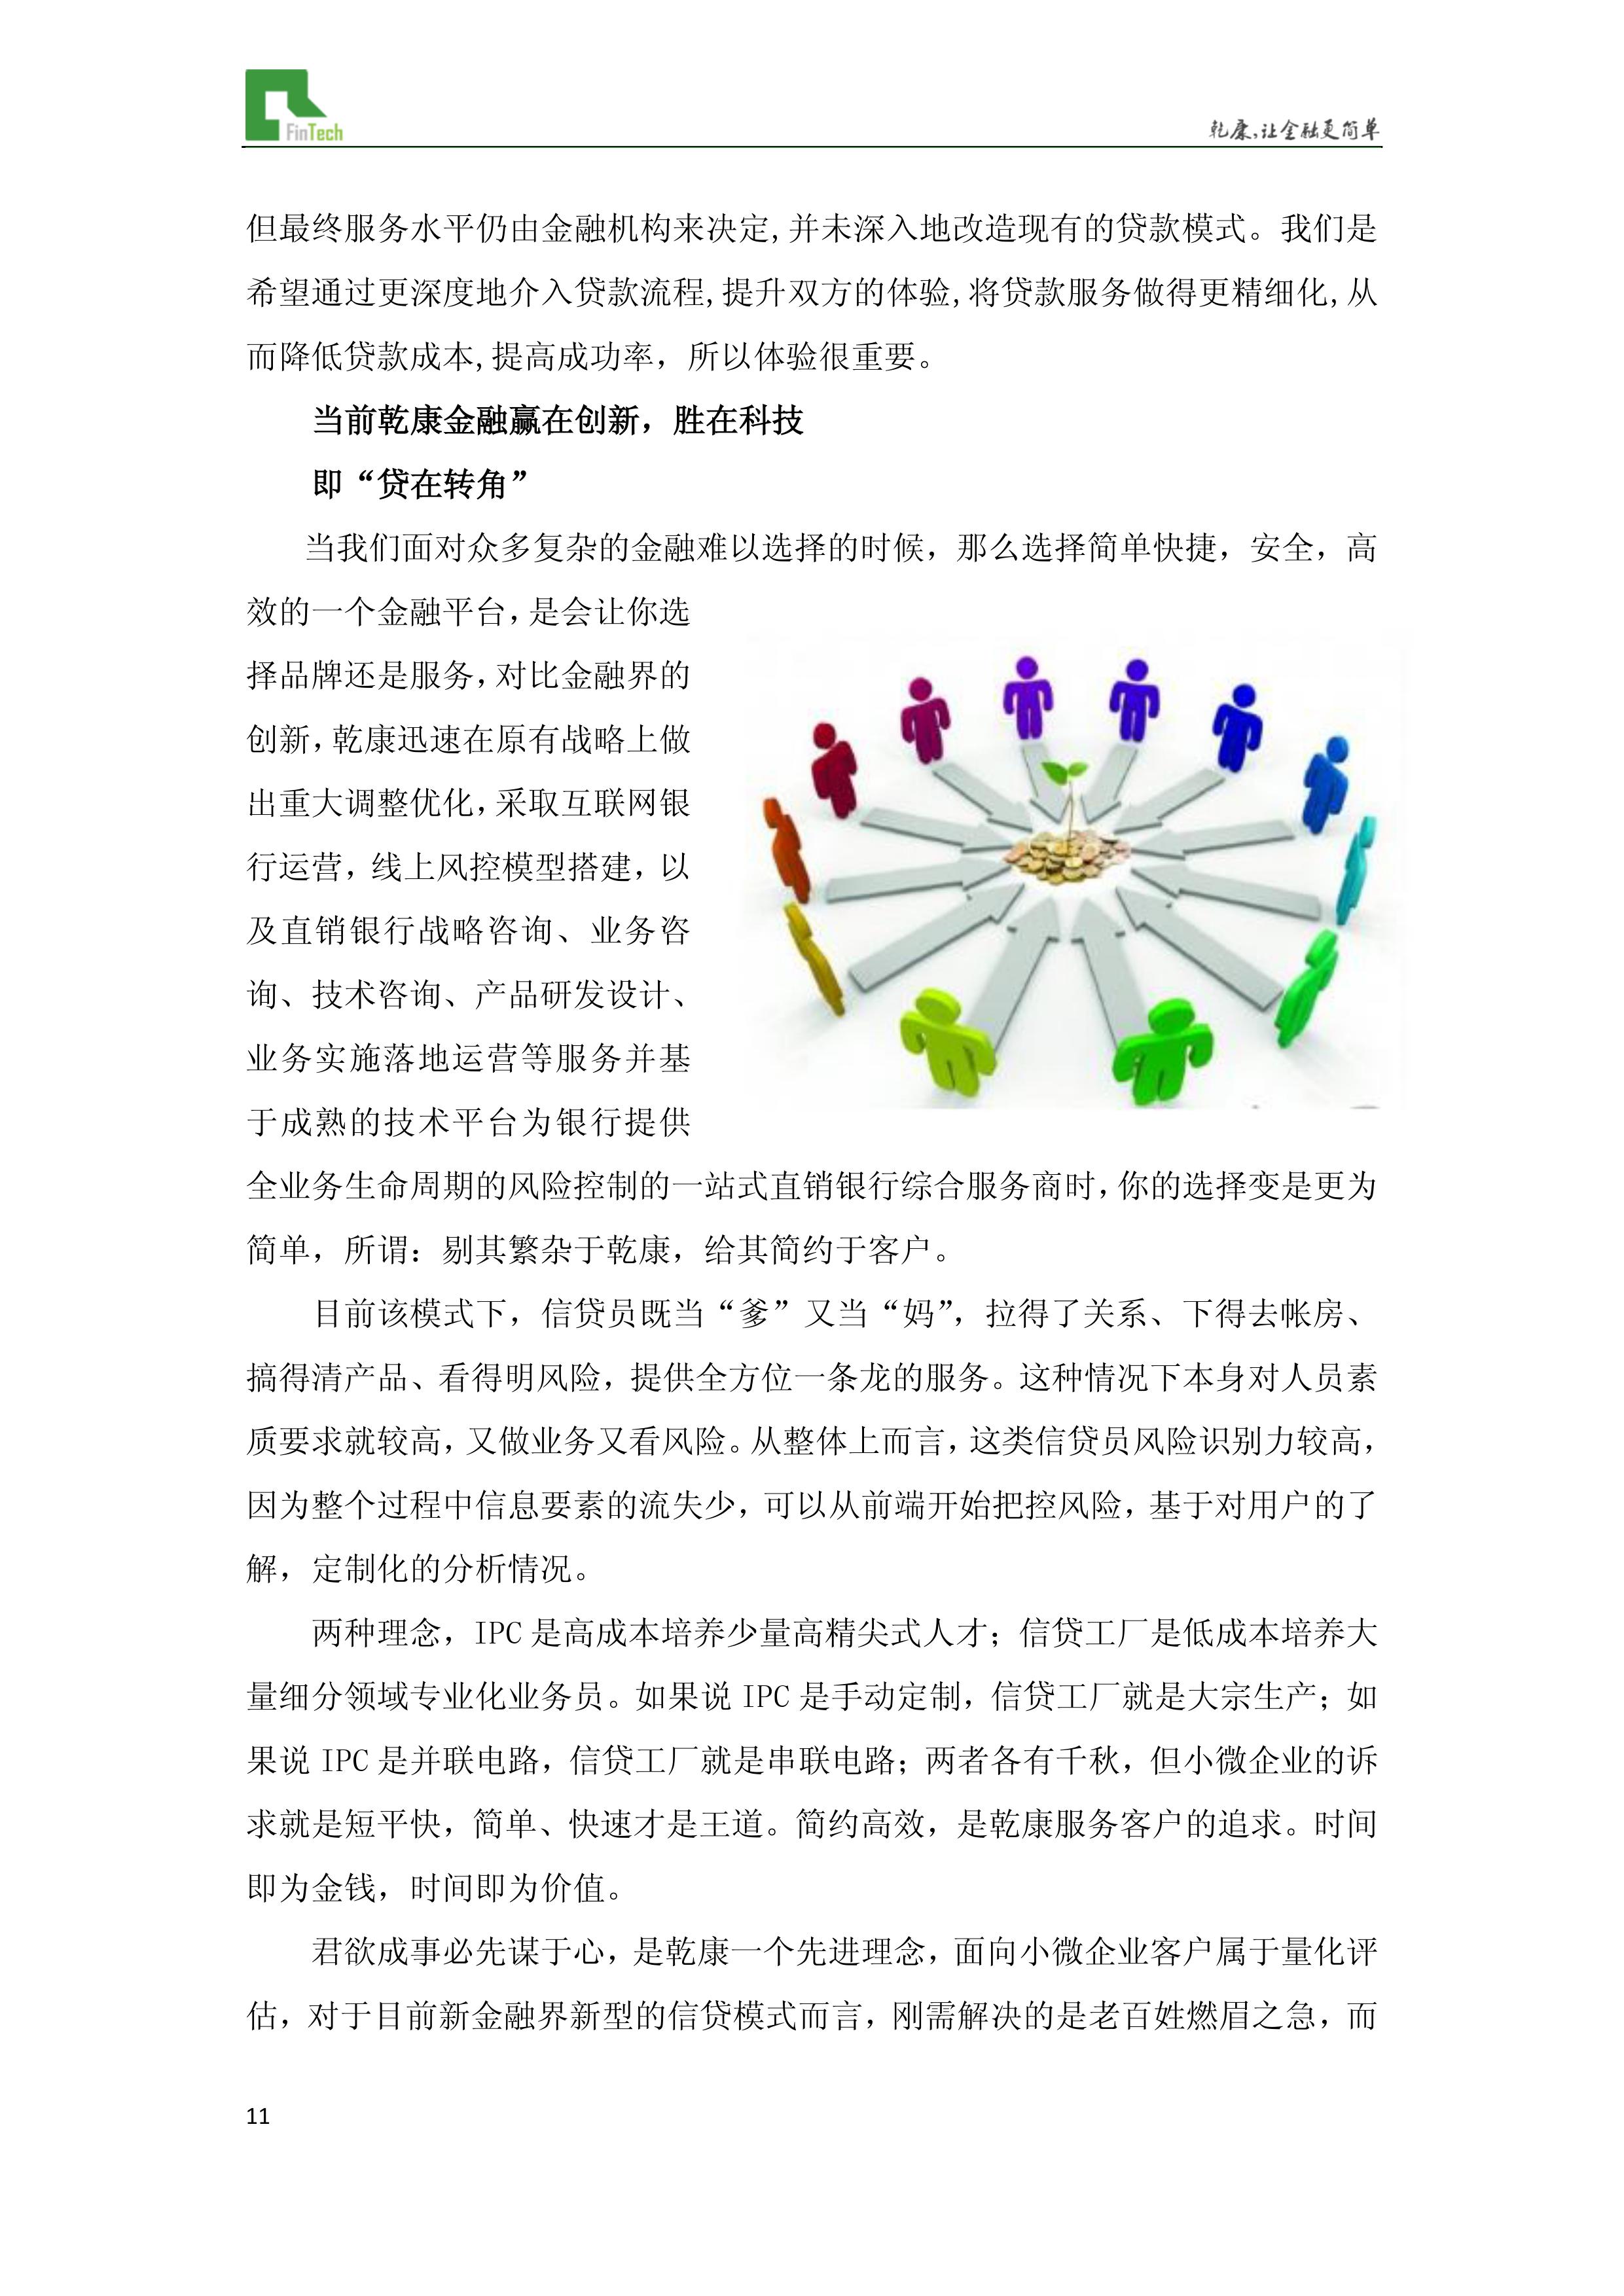 FinTech
乾康,让金融更简单
但最终服务水平仍由金融机构来决定,并未深入地改造现有的贷款模式。我们是
希望通过更深度地介入贷款流程,提升双方的体验,将贷款服务做得更精细化,从
而降低贷款成本,提高成功率，所以体验很重要。
当前乾康金融赢在创新，胜在科技
即“贷在转角”
当我们面对众多复杂的金融难以选择的时候，那么选择简单快捷，安全，高
效的一个金融平台，是会让你选
择品牌还是服务，对比金融界的
创新，乾康迅速在原有战略上做
出重大调整优化，采取互联网银
行运营，线上风控模型搭建，以
及直销银行战略咨询、业务咨
询、技术咨询、产品研发设计、
业务实施落地运营等服务并基
于成熟的技术平台为银行提供
全业务生命周期的风险控制的一站式直销银行综合服务商时，你的选择变是更为
简单，所谓：剔其繁杂于乾康，给其简约于客户。
目前该模式下，信贷员既当“爹”又当“妈”，拉得了关系、下得去帐房、
搞得清产品、看得明风险，提供全方位一条龙的服务。这种情况下本身对人员素
质要求就较高，又做业务又看风险。从整体上而言，这类信贷员风险识别力较高，
因为整个过程中信息要素的流失少，可以从前端开始把控风险，基于对用户的了
解，定制化的分析情况。
两种理念，IPC 是高成本培养少量高精尖式人才；信贷工厂是低成本培养大
量细分领域专业化业务员。如果说 IPC 是手动定制，信贷工厂就是大宗生产；如
果说 IPC 是并联电路，信贷工厂就是串联电路；两者各有千秋，但小微企业的诉
求就是短平快，简单、快速才是王道。简约高效，是乾康服务客户的追求。时间
即为金钱，时间即为价值。
君欲成事必先谋于心，是乾康一个先进理念，面向小微企业客户属于量化评
估，对于目前新金融界新型的信贷模式而言，刚需解决的是老百姓燃眉之急，而
11